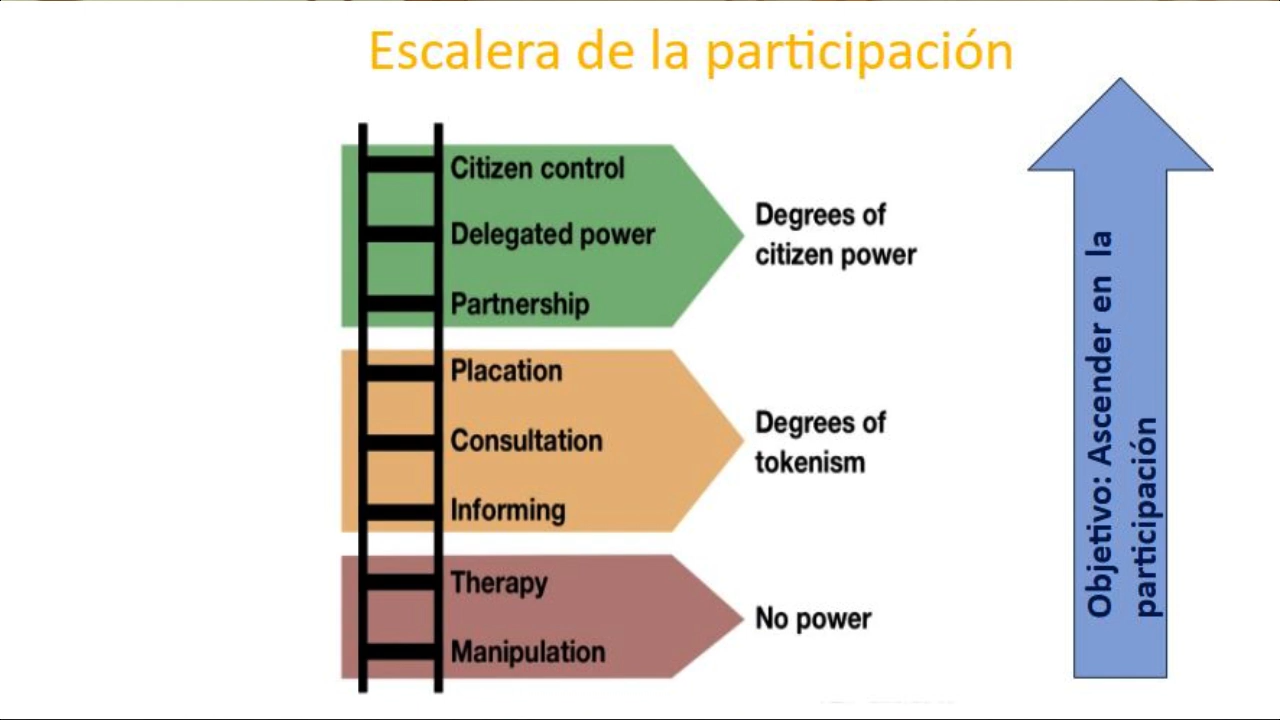 Escalera de la participación
Citizen control
Delegated power
Partnership
Degrees of
citizen power
Placation
Consultation
Informing
Degrees of
tokenism
Therapy
Manipulation
No power
Objetivo: Ascender en la
participación